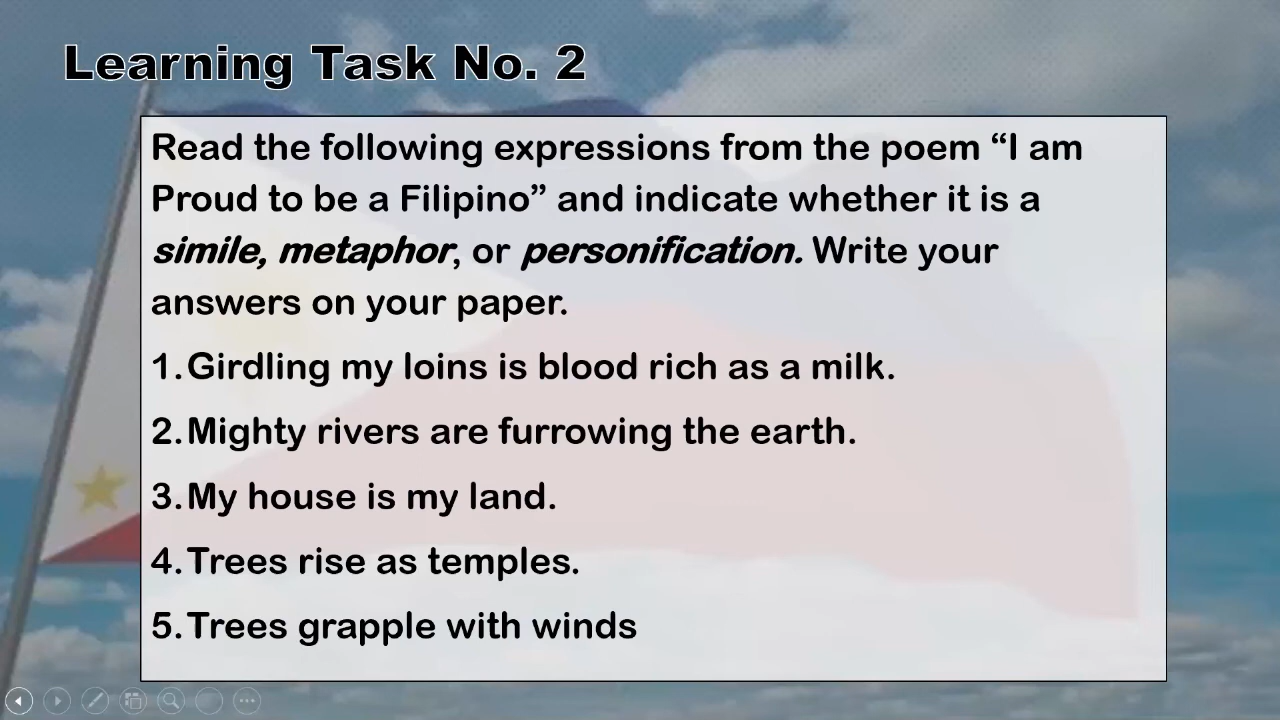 Learning Task No. 2
Read the following expressions from the poem “I am
Proud to be a Filipino” and indicate whether it is a
simile, metaphor, or personification. Write your
answers on your paper.
1. Girdling my loins is blood rich as a milk.
2. Mighty rivers are furrowing the earth.
3. My house is my land.
4. Trees rise as temples.
5. Trees grapple with winds